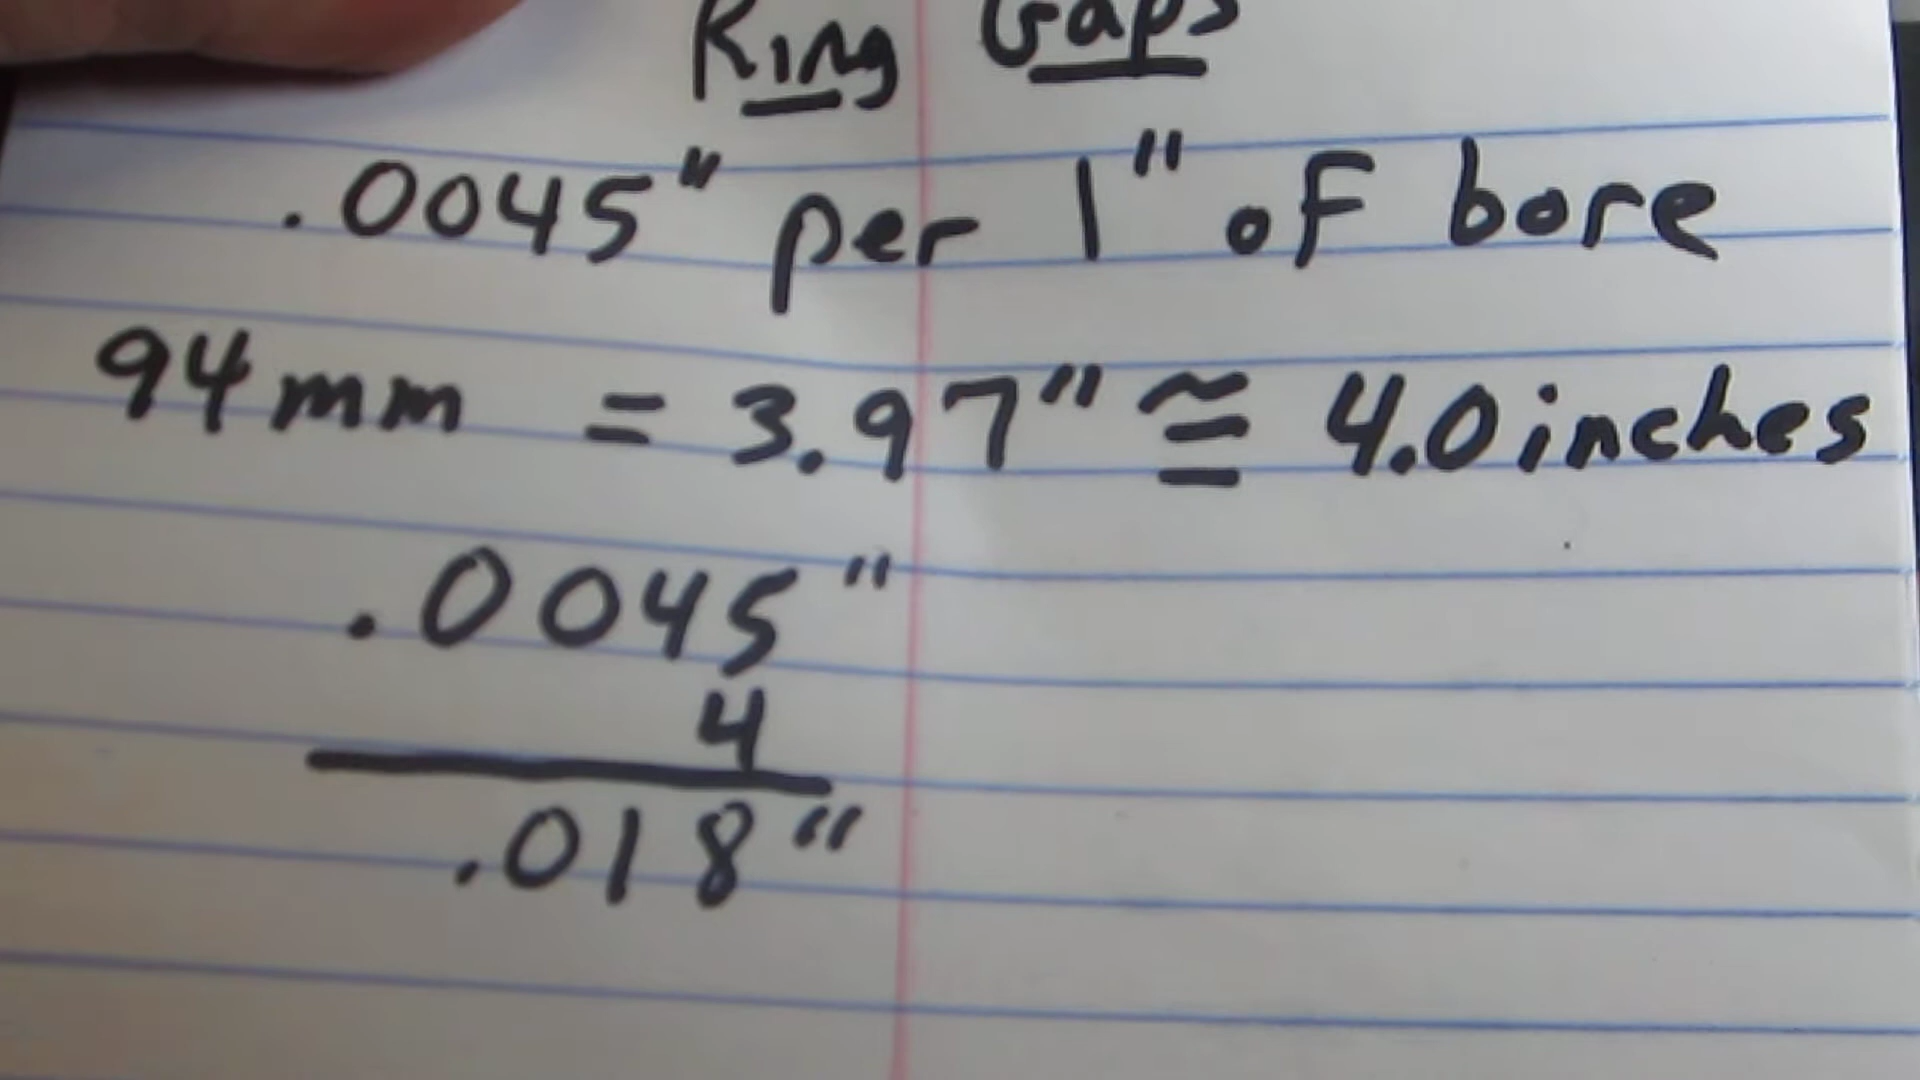 Ring Gaps
.0045" per 1" of bore
94mm = 3.97" ≅ 4.0 inches
.0045"
4
.018"